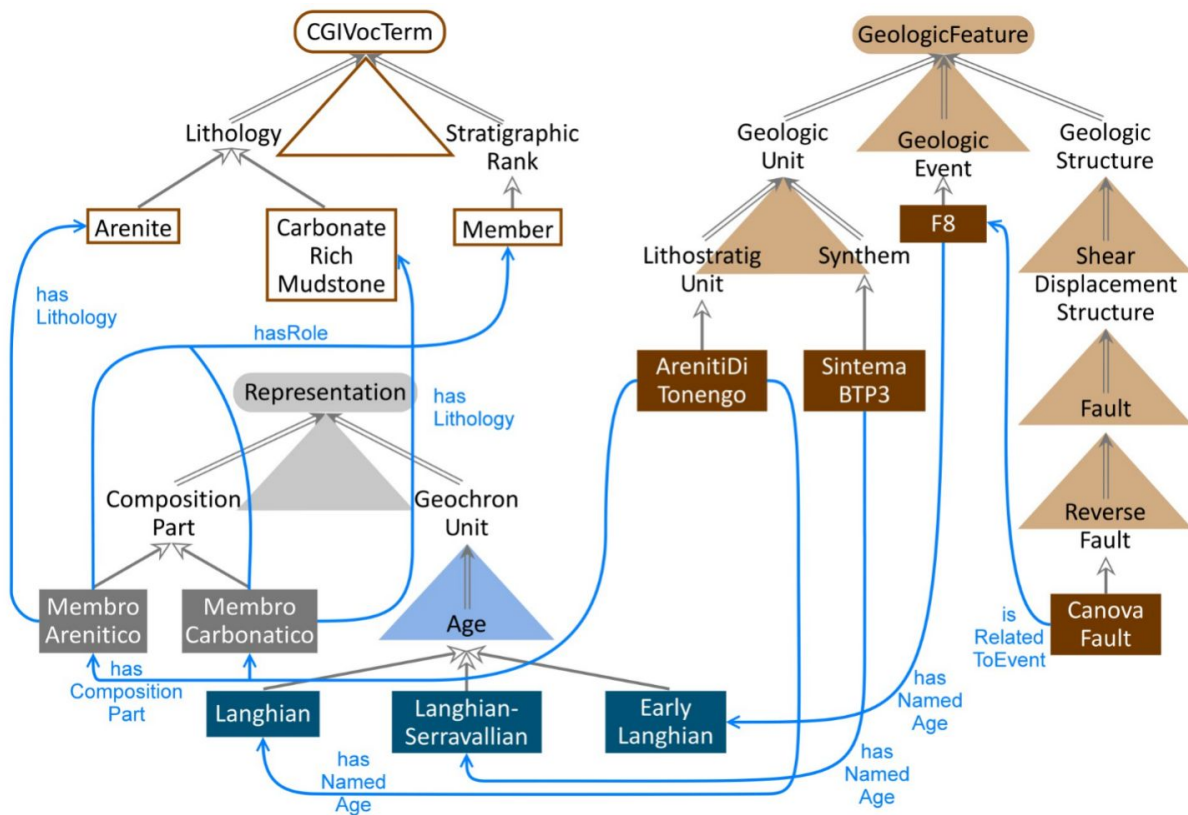 CGIVocTerm
GeologicFeature
Lithology
Stratigraphic
Rank
Geologic
Unit
Geologic
Event
Geologic
Structure
Arenite
Carbonate
Rich
Mudstone
Member
Lithostratig
Unit
Synthem
F8
Shear
Displacement
Structure
has
Lithology
hasRole
Representation
has
Lithology
ArenitiDi
Tonengo
Sintema
BTP3
Fault
Composition
Part
Geochron
Unit
Reverse
Fault
Membro
Arenitico
Membro
Carbonatico
Age
is
Related
ToEvent
Canova
Fault
has
Composition
Part
Langhian
Langhian-
Serravallian
Early
Langhian
has
Named
Age
has
Named
Age
has
Named
Age